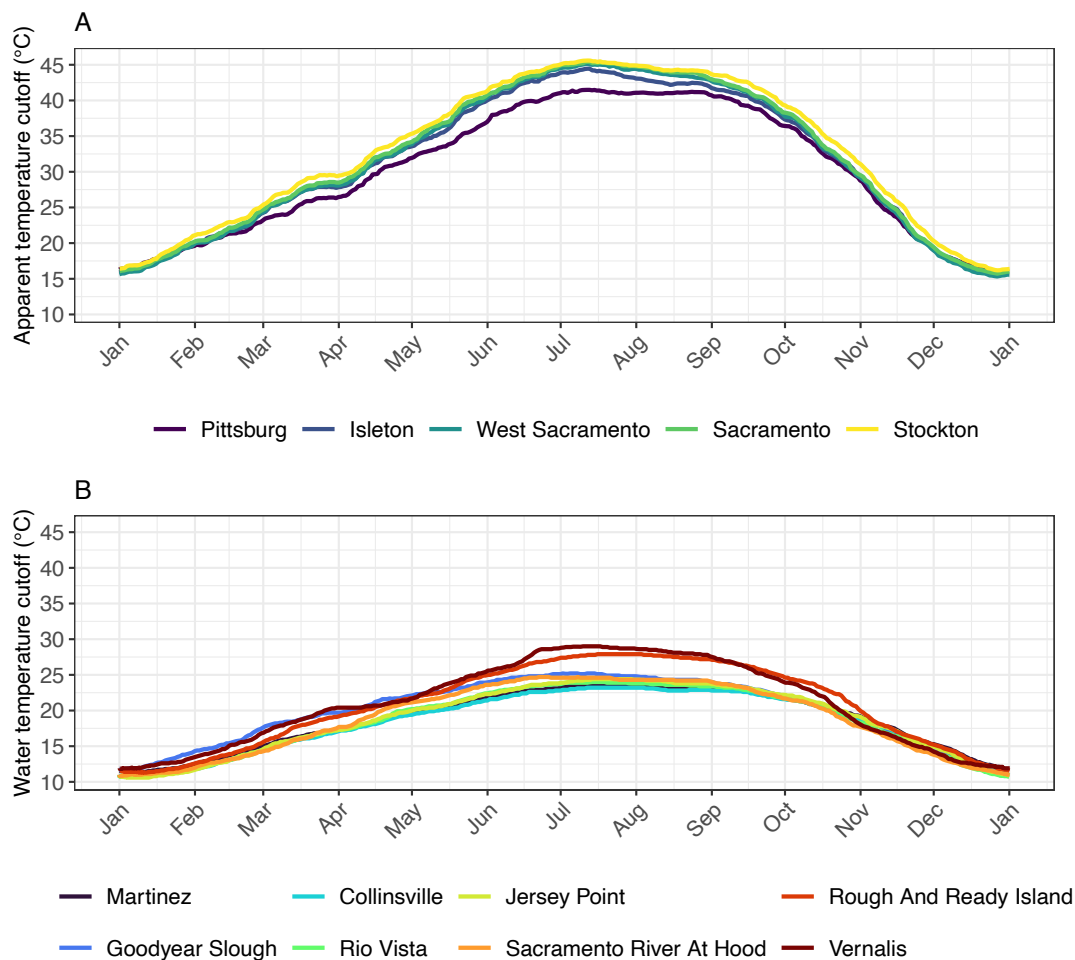 A
Apparent temperature cutoff (°C)
45
40
35
30
25
20
15
10
Jan Feb Mar Apr May Jun Jul Aug Sep Oct Nov Dec Jan
Pittsburg Isleton West Sacramento Sacramento Stockton
B
Water temperature cutoff (°C)
45
40
35
30
25
20
15
10
Jan Feb Mar Apr May Jun Jul Aug Sep Oct Nov Dec Jan
Martinez Collinsville Jersey Point Rough And Ready Island
Goodyear Slough Rio Vista Sacramento River At Hood Vernalis